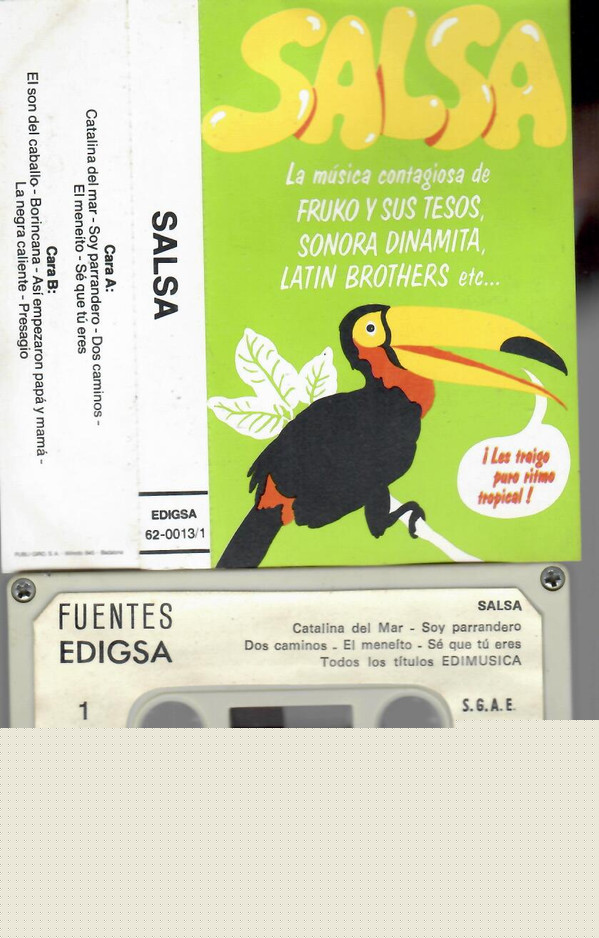 SALSA
La música contagiosa de
FRUKO Y SUS TESOS,
SONORA DINAMITA,
LATIN BROTHERS etc...
¡Les traigo
puro ritmo
tropical!
SALSA
EDIGSA
62-0013/1
Cara A:
Catalina del mar - Soy parrandero - Dos caminos -
El meneíto - Sé que tú eres
Cara B:
El son del caballo - Borincana - Así empezaron papá y mamá -
La negra caliente - Presagio
FUENTES
EDIGSA
1
SALSA
Catalina del Mar - Soy parrandero
Dos caminos - El meneíto - Sé que tú eres
Todos los títulos EDIMUSICA
S.G.A.E.